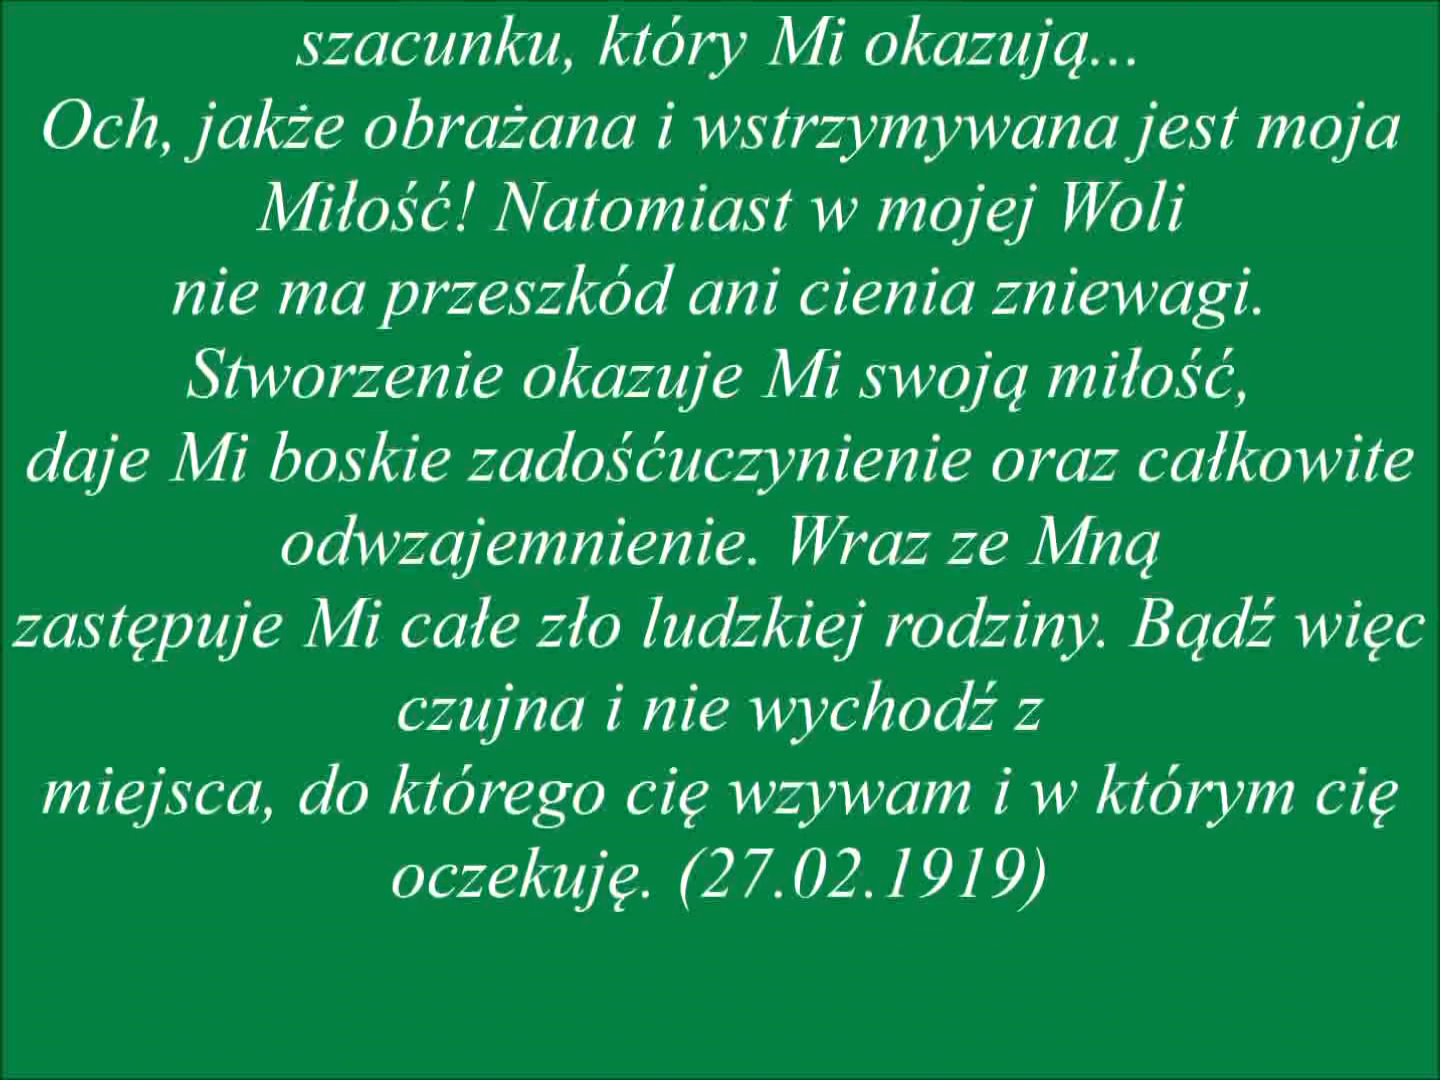 szacunku, który Mi okazują...
Och, jakże obrażana i wstrzymywana jest moja
Miłość! Natomiast w mojej Woli
nie ma przeszkód ani cienia zniewagi.
Stworzenie okazuje Mi swoją miłość,
daje Mi boskie zadośćuczynienie oraz całkowite
odwzajemnienie. Wraz ze Mną
zastępuje Mi całe zło ludzkiej rodziny. Bądź więc
czujna i nie wychodź z
miejsca, do którego cię wzywam i w którym cię
oczekuję. (27.02.1919)